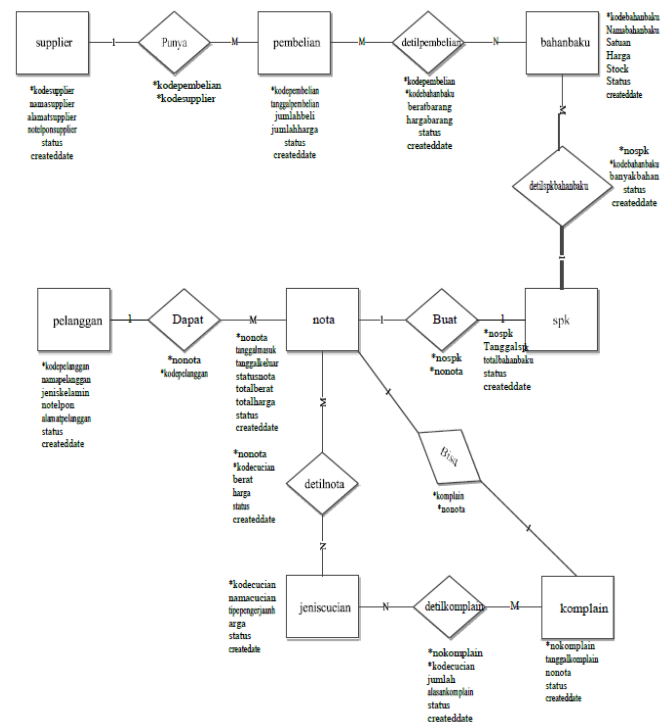 supplier
1
Punya
M
pembelian
M
detilpembelian
N
bahanbaku
*kodebahanbaku
Namabahanbaku
Satuan
Harga
Stock
Status
createddate
*kodesupplier
namasupplier
alamatsupplier
notelponsupplier
status
createddate
*kodepembelian
*kodesupplier
*kodepembelian
tanggalpembelian
jumlahbeli
jumlahharga
status
createddate
*kodepembelian
*kodebahanbaku
beratbarang
hargabarang
status
createddate
M
detilspkbahanbaku
*nospk
*kodebahanbaku
banyakbahan
status
createddate
1
pelanggan
1
Dapat
M
nota
1
Buat
1
spk
*kodepelanggan
namapelanggan
jeniskelamin
notelpon
alamatpelanggan
status
createddate
*nonota
*kodepelanggan
*nonota
tanggalmasuk
tanggalkeluar
statusnota
totalberat
totalharga
status
createddate
*nospk
*nonota
*nospk
Tanggalspk
totalbahanbaku
status
createddate
M
1
*nonota
*kodecucian
berat
harga
status
createddate
detilnota
Bisa
*komplain
*nonota
N
1
*kodecucian
namacucian
tipepengerjaanh
arga
status
createdate
jeniscucian
N
detilkomplain
M
komplain
*nokomplain
*kodecucian
jumlah
alasankomplain
status
createddate
*nokomplain
tanggalkomplain
nonota
status
createddate